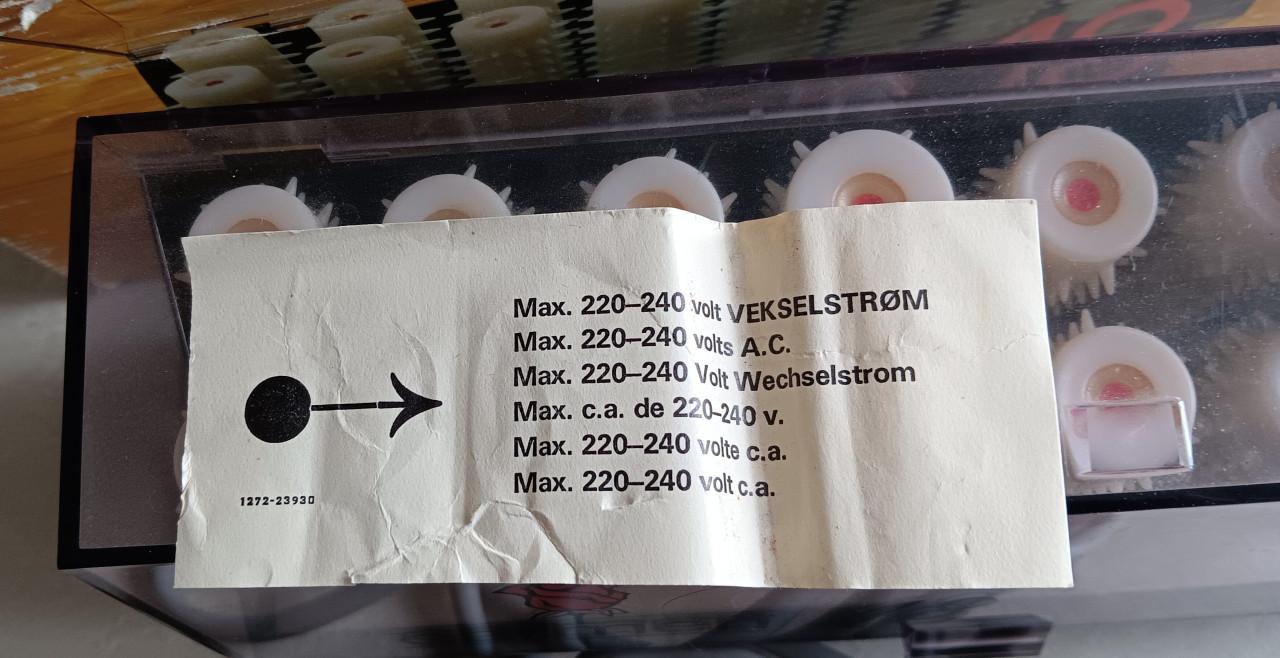 Max. 220–240 volt VEKSELSTRØM
Max. 220–240 volts A.C.
Max. 220–240 Volt Wechselstrom
Max. c.a. de 220-240 v.
Max. 220–240 volte c.a.
Max. 220–240 volt c.a.
1272-23930